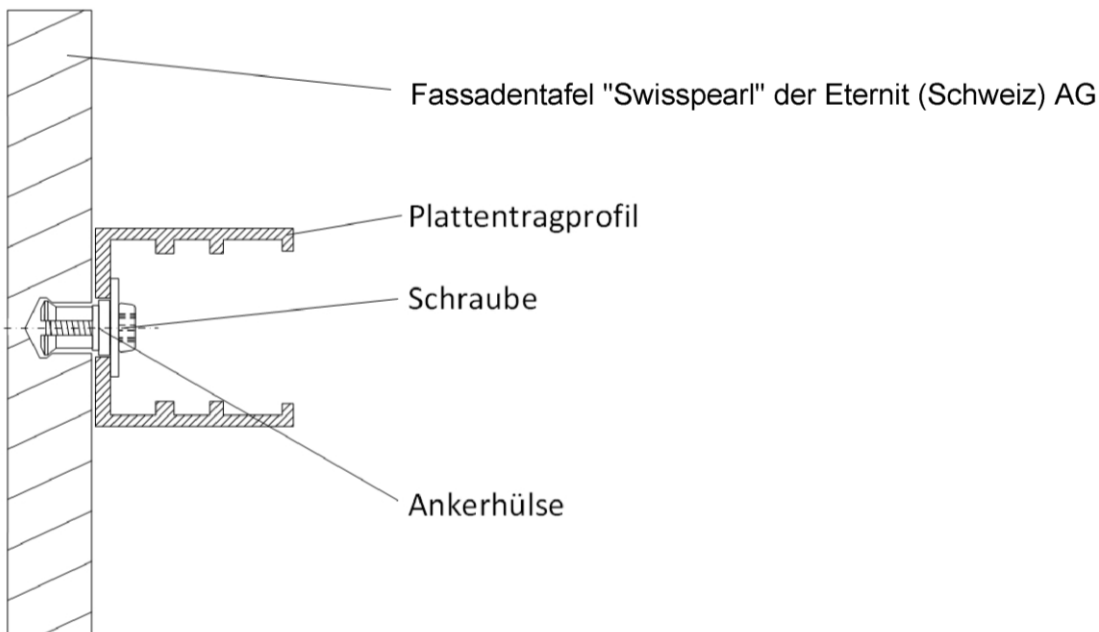 Fassadentafel "Swisspearl" der Eternit (Schweiz) AG
Plattentragprofil
Schraube
Ankerhülse